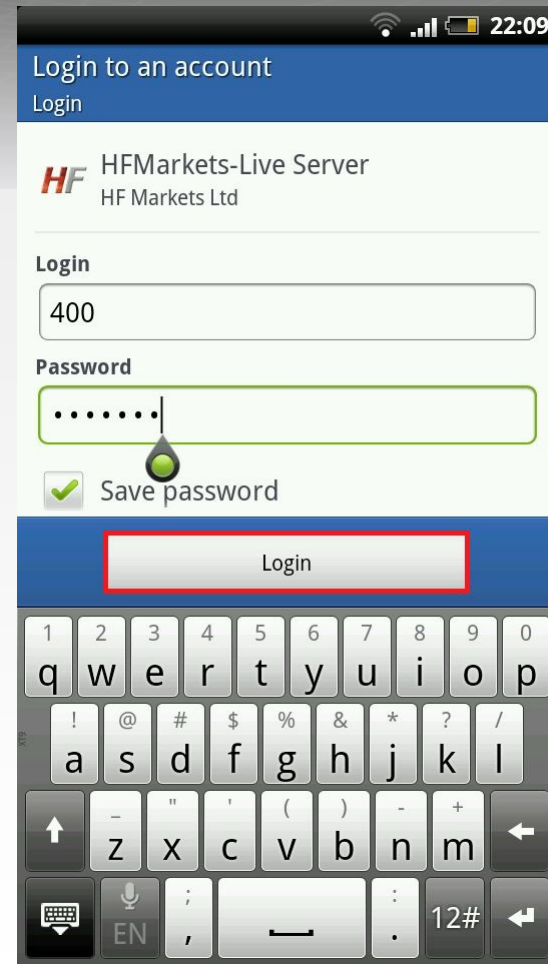 22:09
Login to an account
Login
HF HFMarkets-Live Server
HF Markets Ltd
Login
400
Password
•••••••
Save password
Login
1 2 3 4 5 6 7 8 9 0
q w e r t y u i o p
! @ # $ % & * ? /
a s d f g h j k l
_ " ' ( ) - +
z x c v b n m
; :
EN , . 12#